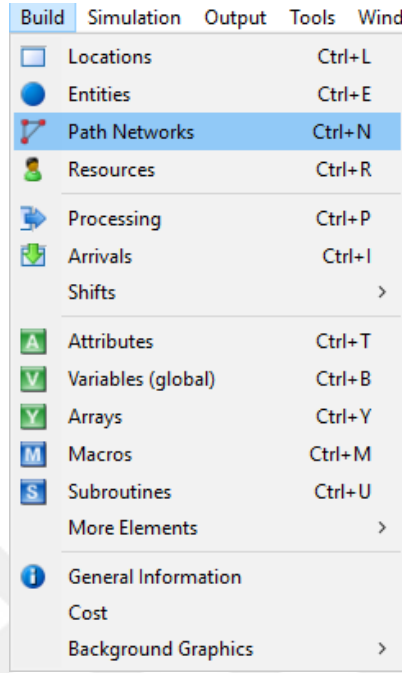 Build Simulation Output Tools Wind
Locations Ctrl+L
Entities Ctrl+E
Path Networks Ctrl+N
Resources Ctrl+R
Processing Ctrl+P
Arrivals Ctrl+I
Shifts >
A Attributes Ctrl+T
V Variables (global) Ctrl+B
Y Arrays Ctrl+Y
M Macros Ctrl+M
S Subroutines Ctrl+U
More Elements >
i General Information
Cost
Background Graphics >